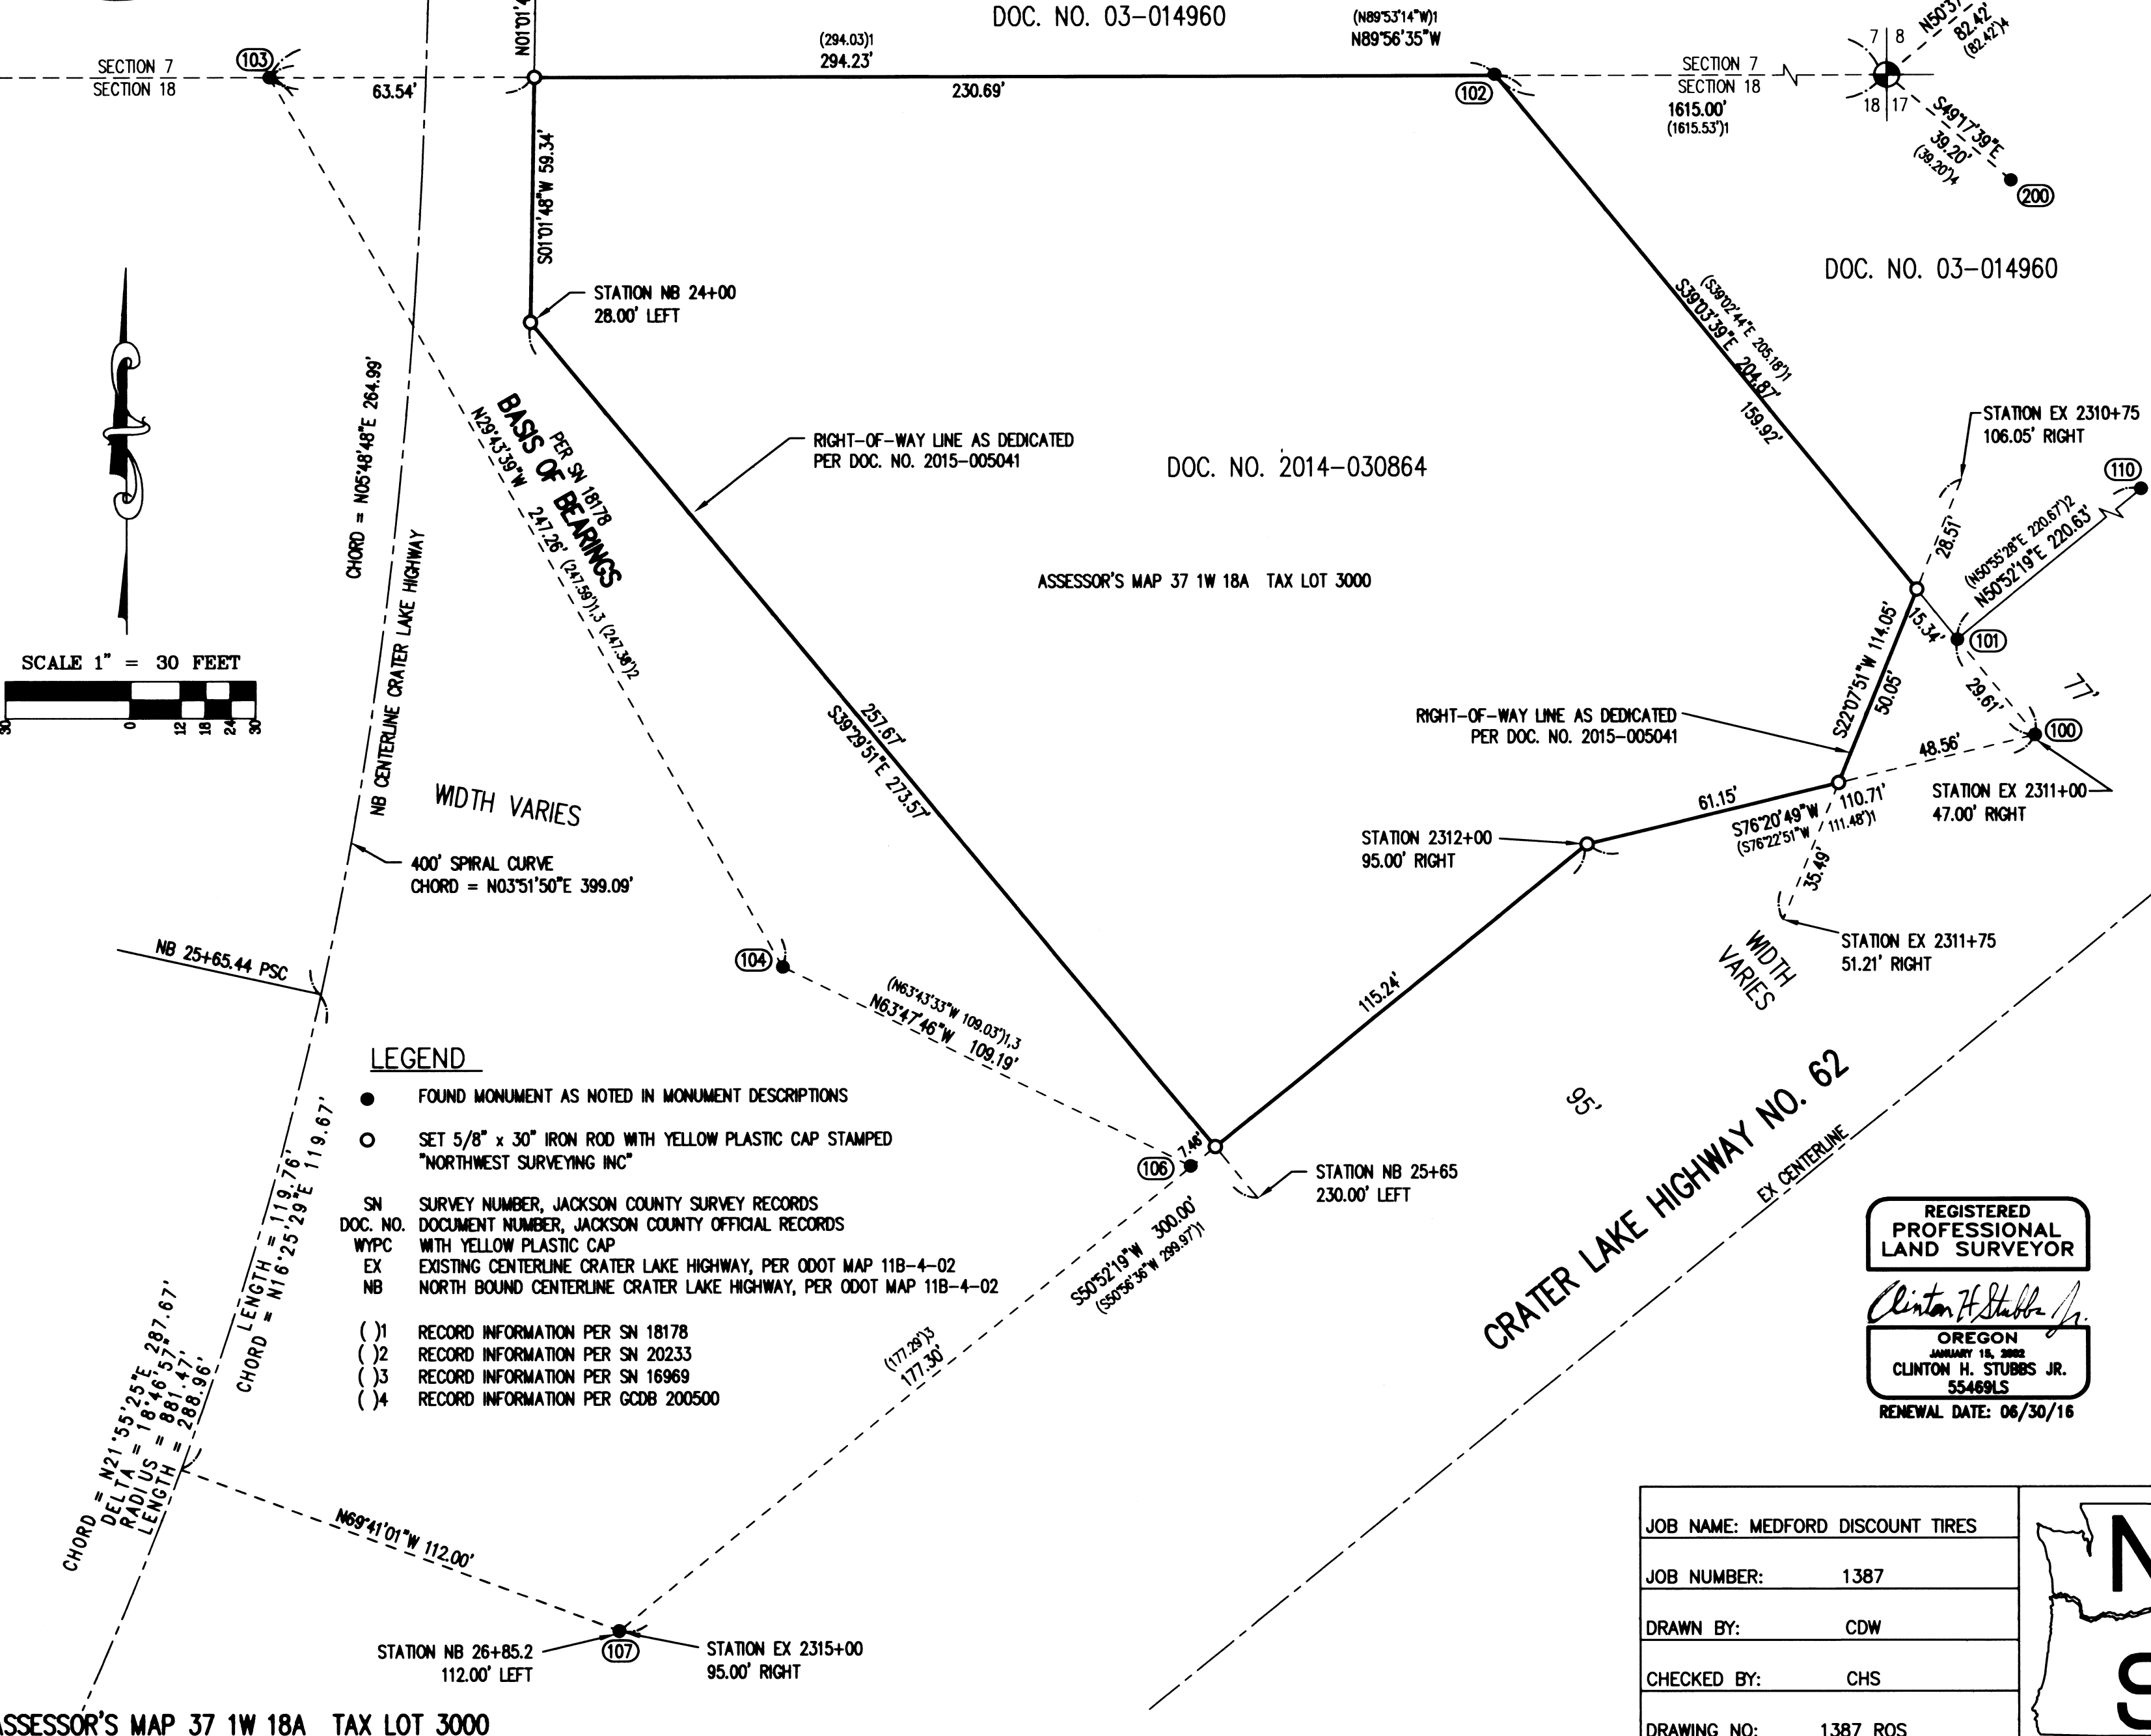 DOC. NO. 03-014960
(N89°53'14"W)1
N89°56'35"W
(294.03)1
294.23'
N01°01'4
N50°37'
82.42'
(82.42')4
7 | 8
18 | 17
SECTION 7
SECTION 18
103
63.54'
230.69'
102
SECTION 7
SECTION 18
1615.00'
(1615.53')1
S49°17'39"E
39.20'
(39.20')4
200
S01°01'48"W 59.34'
STATION NB 24+00
28.00' LEFT
DOC. NO. 03-014960
(S39°02'44"E 205.18')1
S39°03'39"E 204.87'
159.92'
CHORD = N05°48'48"E 264.99'
NB CENTERLINE CRATER LAKE HIGHWAY
PER SN 18178
BASIS OF BEARINGS
N29°43'39"W 247.26' (247.59')1,3 (247.38')2
RIGHT-OF-WAY LINE AS DEDICATED
PER DOC. NO. 2015-005041
DOC. NO. 2014-030864
STATION EX 2310+75
106.05' RIGHT
110
28.51'
(N50°55'28"E 220.67')2
N50°52'19"E 220.63'
ASSESSOR'S MAP 37 1W 18A TAX LOT 3000
15.34'
101
S22°07'51"W 114.05'
50.05'
29.61'
77'
100
SCALE 1" = 30 FEET
30 0 12 18 24 30
257.67'
S39°29'51"E 273.57'
RIGHT-OF-WAY LINE AS DEDICATED
PER DOC. NO. 2015-005041
48.56'
STATION EX 2311+00
47.00' RIGHT
WIDTH VARIES
61.15'
S76°20'49"W 110.71'
(S76°22'51"W 111.48')1
STATION 2312+00
95.00' RIGHT
35.49'
400' SPIRAL CURVE
CHORD = N03°51'50"E 399.09'
NB 25+65.44 PSC
104
STATION EX 2311+75
51.21' RIGHT
WIDTH
VARIES
(N63°43'33"W 109.03')1,3
N63°47'46"W 109.19'
115.24'
LEGEND
FOUND MONUMENT AS NOTED IN MONUMENT DESCRIPTIONS
SET 5/8" x 30" IRON ROD WITH YELLOW PLASTIC CAP STAMPED
"NORTHWEST SURVEYING INC"
SN SURVEY NUMBER, JACKSON COUNTY SURVEY RECORDS
DOC. NO. DOCUMENT NUMBER, JACKSON COUNTY OFFICIAL RECORDS
WYPC WITH YELLOW PLASTIC CAP
EX EXISTING CENTERLINE CRATER LAKE HIGHWAY, PER ODOT MAP 11B-4-02
NB NORTH BOUND CENTERLINE CRATER LAKE HIGHWAY, PER ODOT MAP 11B-4-02
( )1 RECORD INFORMATION PER SN 18178
( )2 RECORD INFORMATION PER SN 20233
( )3 RECORD INFORMATION PER SN 16969
( )4 RECORD INFORMATION PER GCDB 200500
7.46'
106
STATION NB 25+65
230.00' LEFT
95'
CRATER LAKE HIGHWAY NO. 62
EX CENTERLINE
S50°52'19"W 300.00'
(S50°56'36"W 299.97')1
(177.29')3
177.30'
LENGTH = 119.76'
CHORD = N16°25'29"E 119.67'
CHORD = N21°55'25"E 287.67'
DELTA = 18°46'57"
RADIUS = 881.47'
LENGTH = 288.96'
N69°41'01"W 112.00'
STATION NB 26+85.2
112.00' LEFT
107
STATION EX 2315+00
95.00' RIGHT
REGISTERED
PROFESSIONAL
LAND SURVEYOR
Clinton H Stubbs Jr.
OREGON
JANUARY 15, 2002
CLINTON H. STUBBS JR.
55469LS
RENEWAL DATE: 06/30/16
JOB NAME: MEDFORD DISCOUNT TIRES
JOB NUMBER: 1387
DRAWN BY: CDW
CHECKED BY: CHS
DRAWING NO: 1387 ROS
N
S
ASSESSOR'S MAP 37 1W 18A TAX LOT 3000